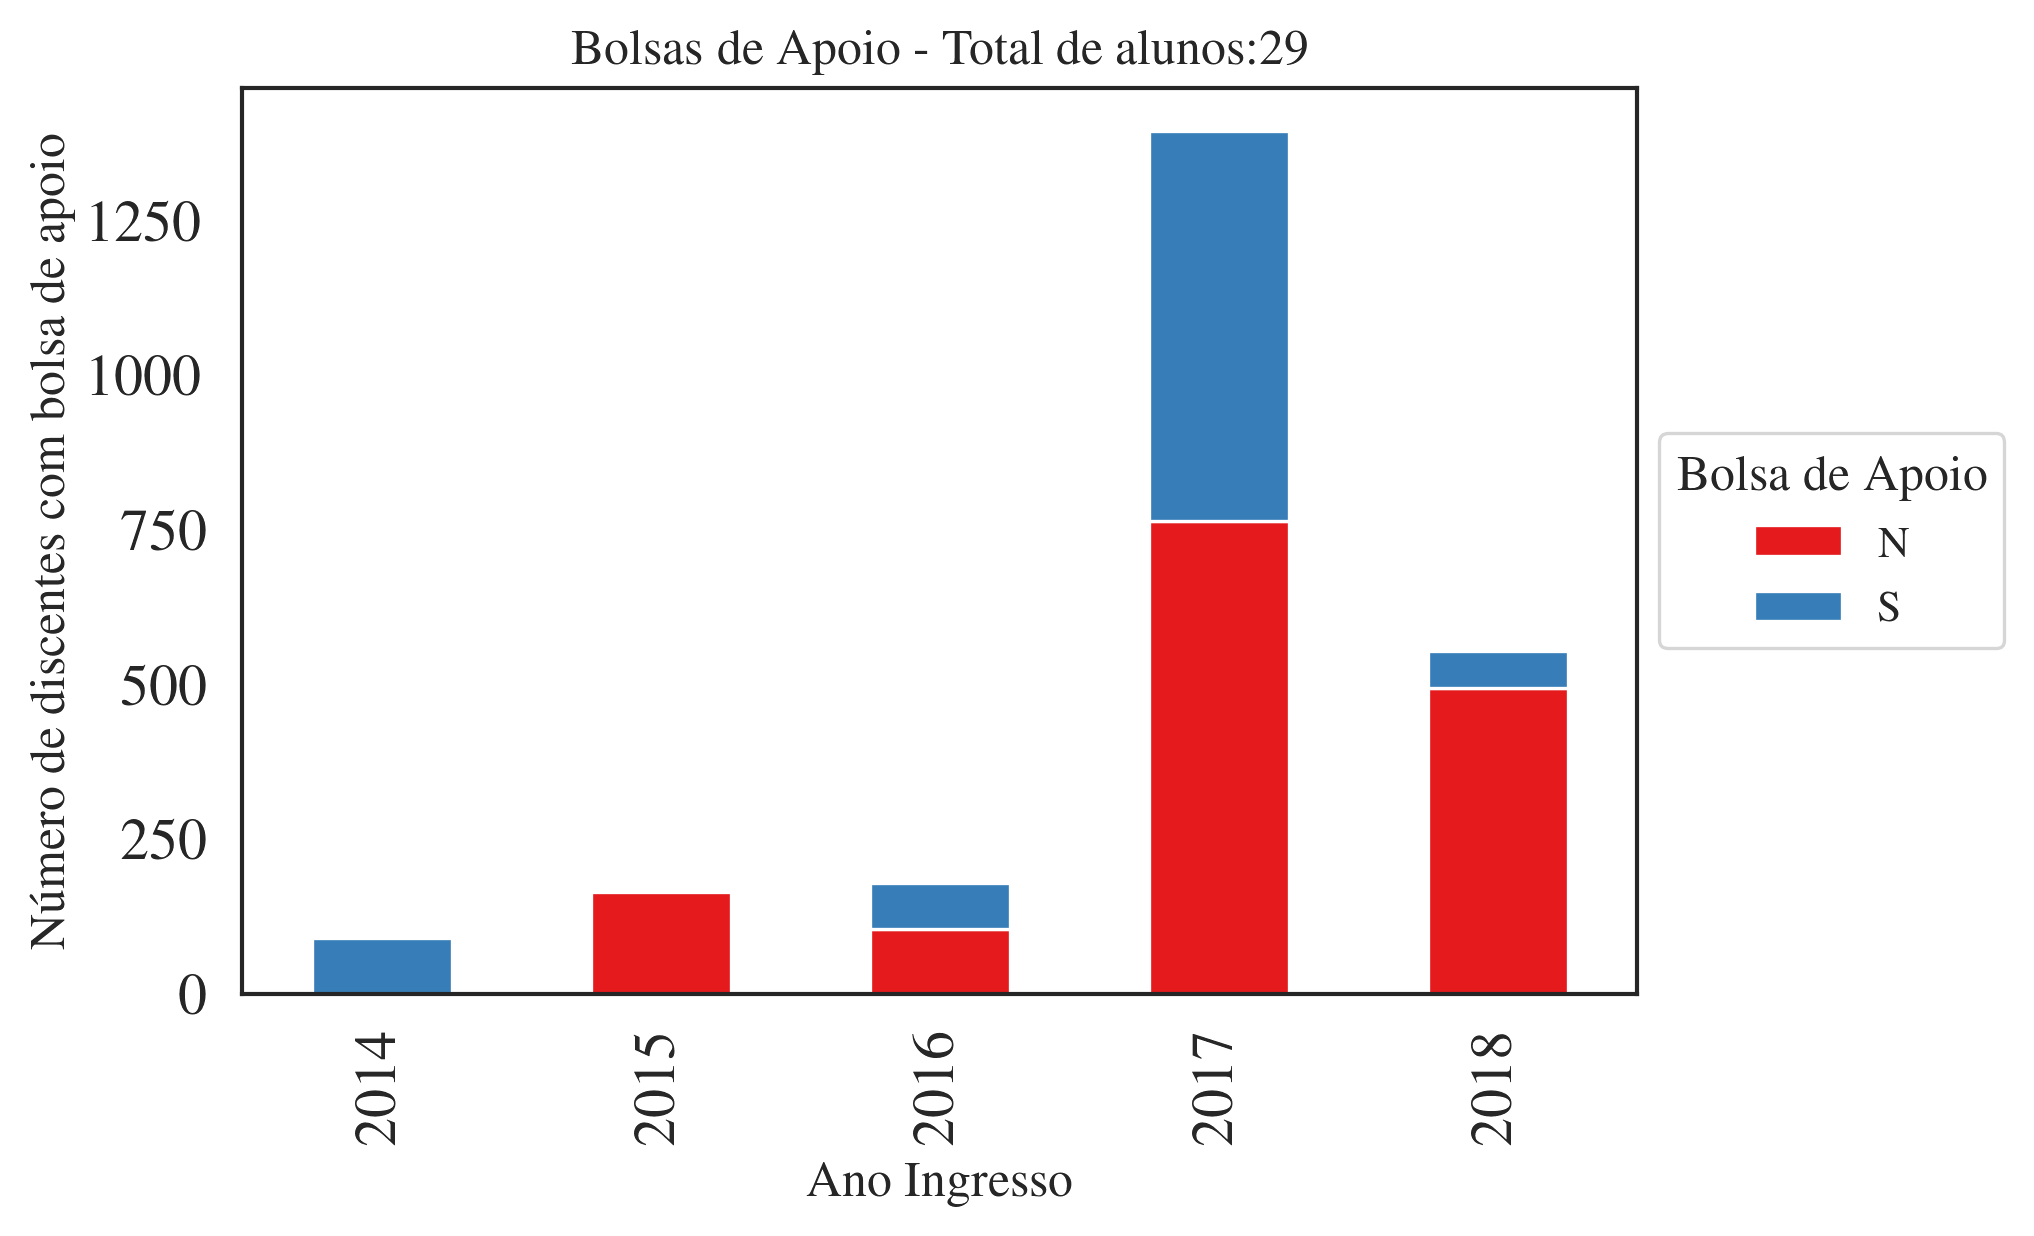 Bolsas de Apoio - Total de alunos:29
Número de discentes com bolsa de apoio
1250
1000
750
500
250
0
2014
2015
2016
2017
2018
Ano Ingresso
Bolsa de Apoio
N
S